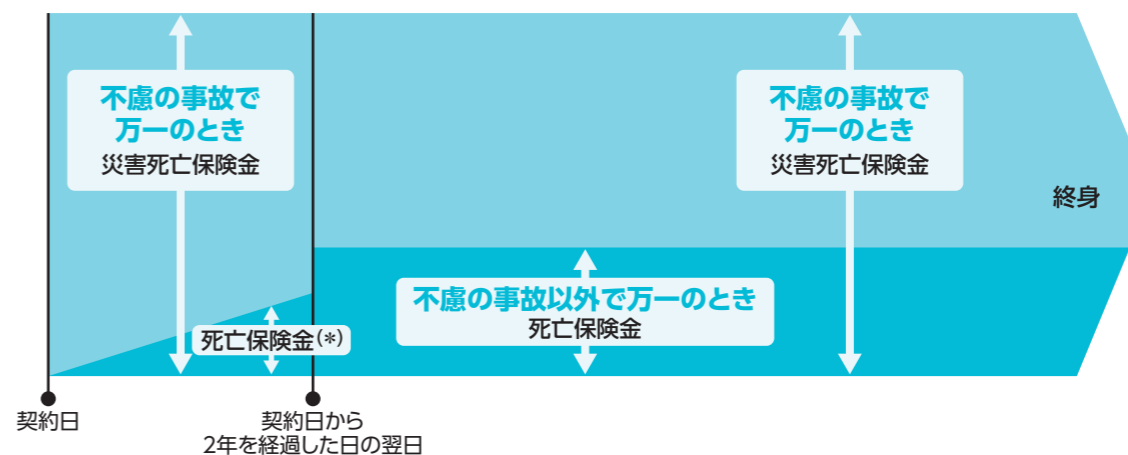 不慮の事故で
万一のとき
災害死亡保険金
不慮の事故で
万一のとき
災害死亡保険金
終身
不慮の事故以外で万一のとき
死亡保険金
死亡保険金(*)
契約日
契約日から
2年を経過した日の翌日